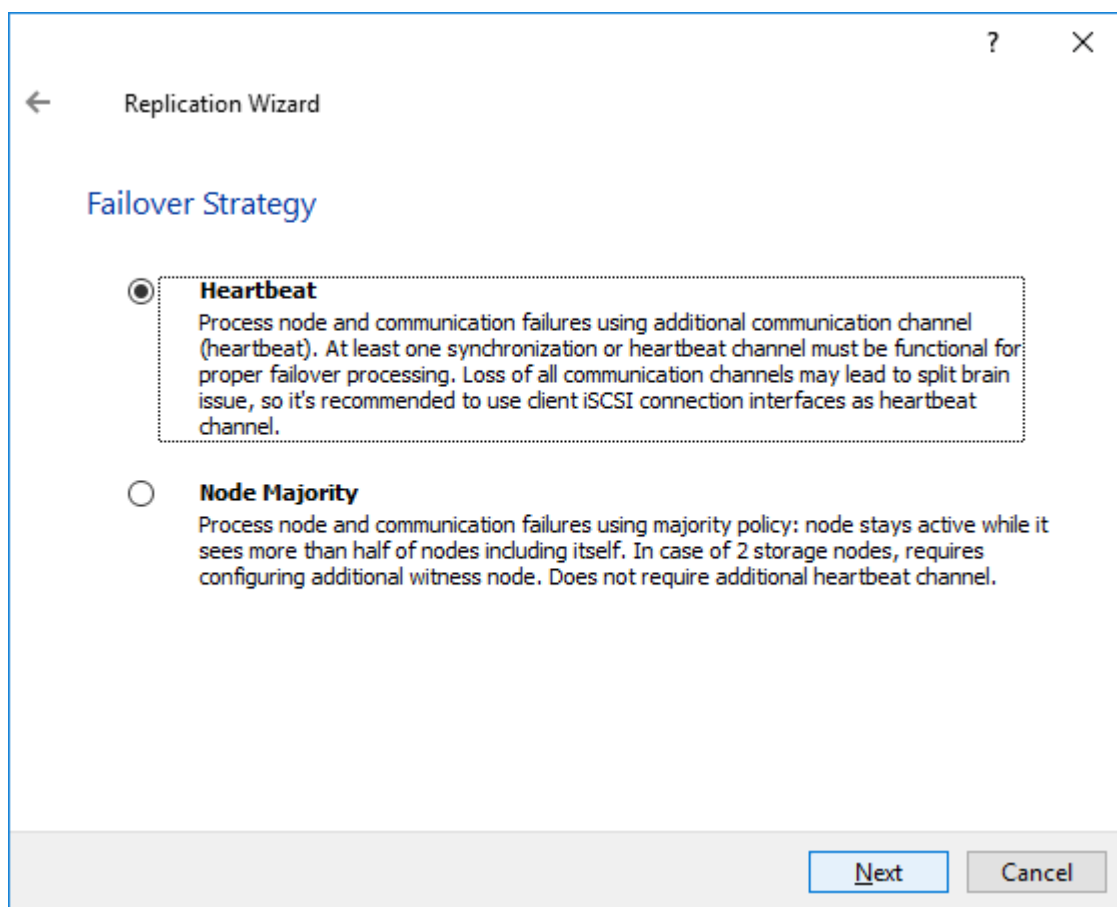 ?
Replication Wizard
Failover Strategy
Heartbeat
Process node and communication failures using additional communication channel
(heartbeat). At least one synchronization or heartbeat channel must be functional for
proper failover processing. Loss of all communication channels may lead to split brain
issue, so it's recommended to use client iSCSI connection interfaces as heartbeat
channel.
Node Majority
Process node and communication failures using majority policy: node stays active while it
sees more than half of nodes including itself. In case of 2 storage nodes, requires
configuring additional witness node. Does not require additional heartbeat channel.
Next Cancel